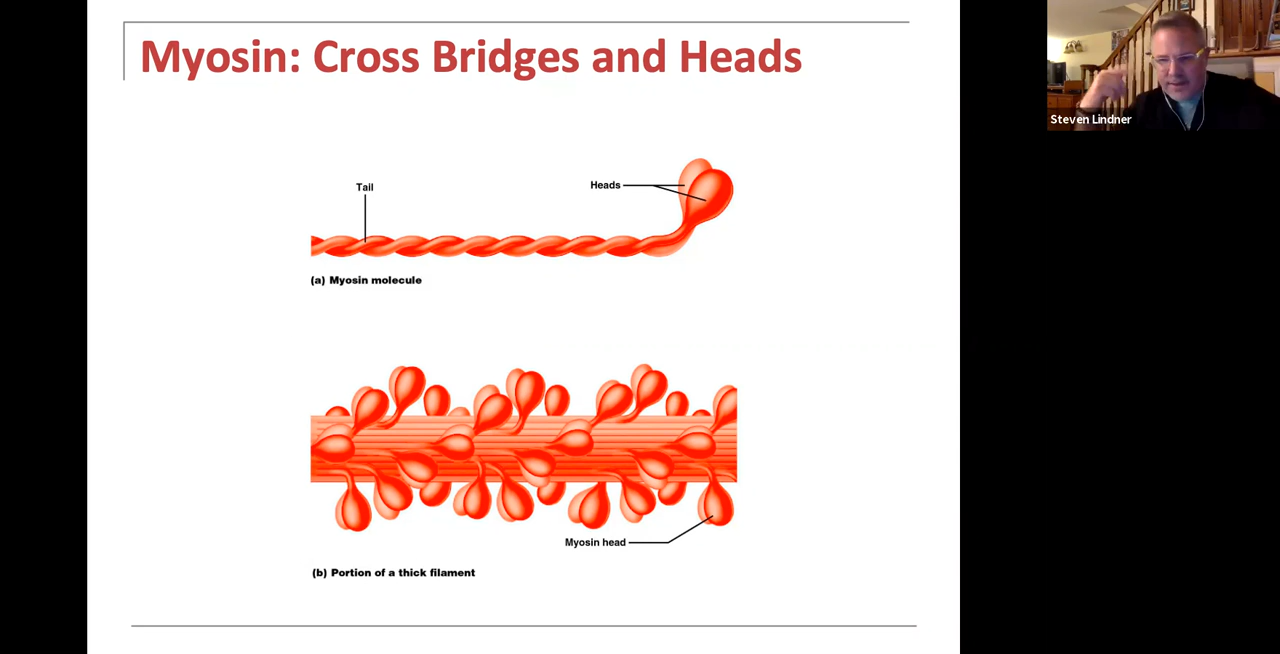 Myosin: Cross Bridges and Heads
Steven Lindner
Tail
Heads
(a) Myosin molecule
Myosin head
(b) Portion of a thick filament